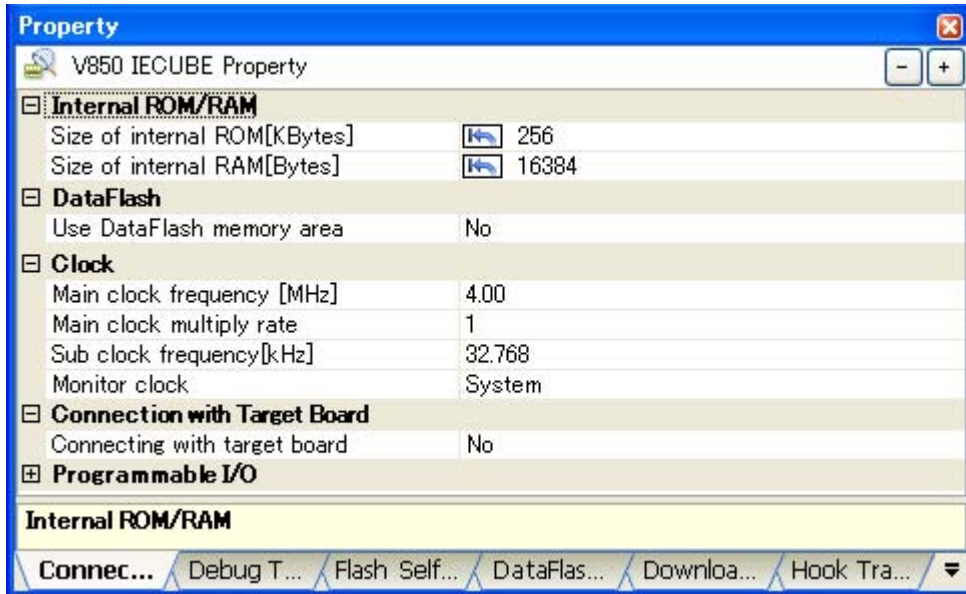 Property
V850 IECUBE Property
Internal ROM/RAM
Size of internal ROM[KBytes] 256
Size of internal RAM[Bytes] 16384
DataFlash
Use DataFlash memory area No
Clock
Main clock frequency [MHz] 4.00
Main clock multiply rate 1
Sub clock frequency[kHz] 32.768
Monitor clock System
Connection with Target Board
Connecting with target board No
Programmable I/O
Internal ROM/RAM
Connec... Debug T... Flash Self... DataFlas... Downloa... Hook Tra...